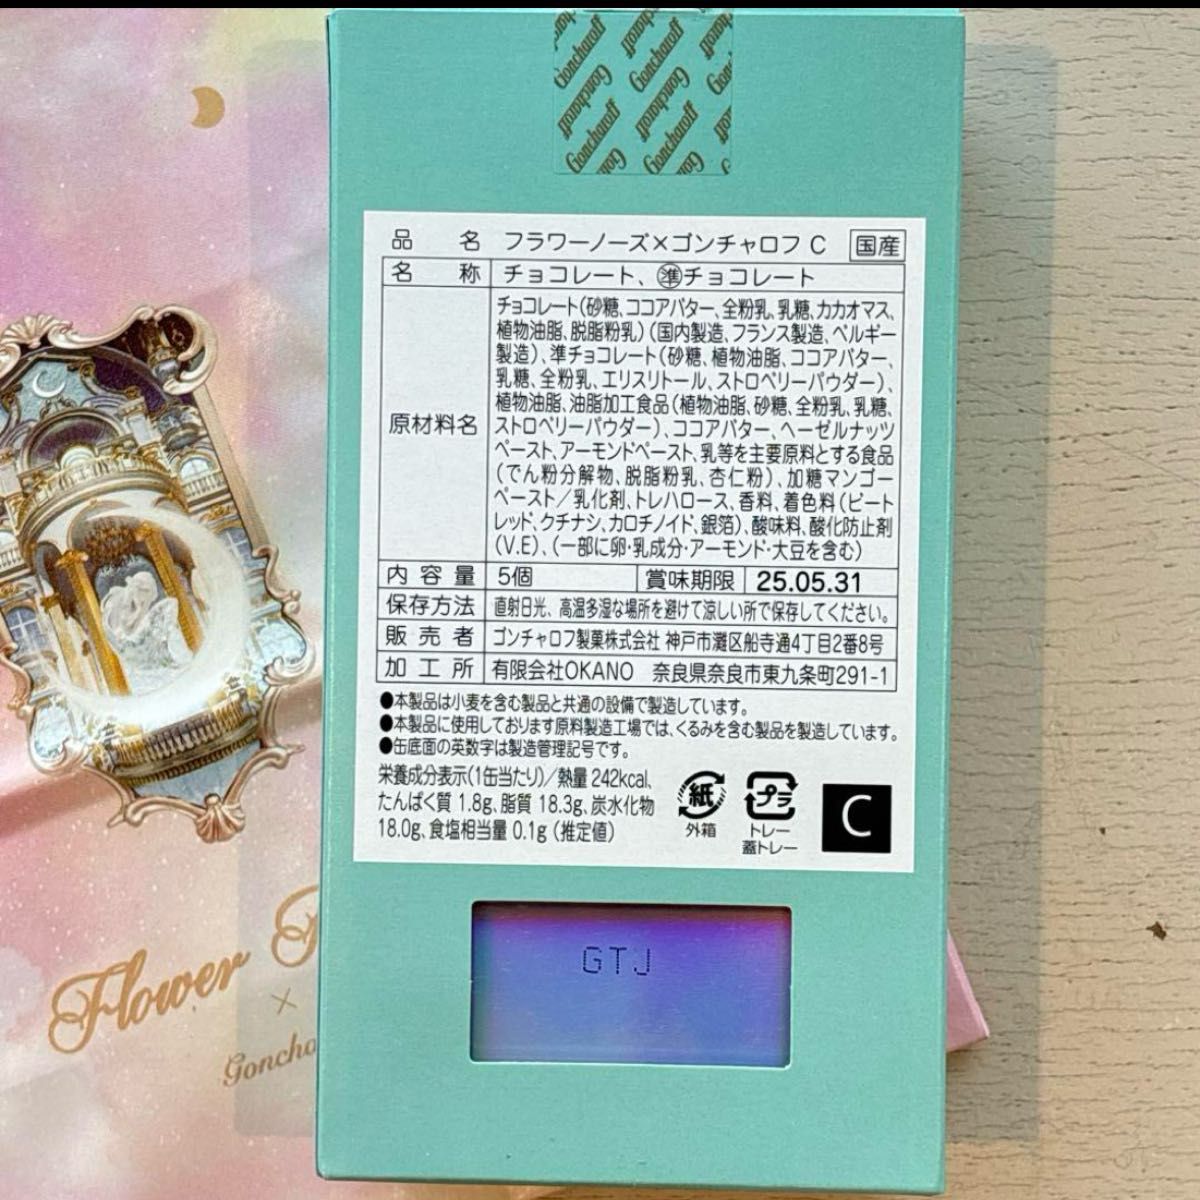 Goncharoff Goncharoff
Goncharoff Goncharoff
Goncharoff Goncharoff
品名 フラワーノーズ×ゴンチャロフ C 国産
名称 チョコレート、㊢チョコレート
原材料名
チョコレート(砂糖、ココアバター、全粉乳、乳糖、カカオマス、
植物油脂、脱脂粉乳)(国内製造、フランス製造、ベルギー
製造)、準チョコレート(砂糖、植物油脂、ココアバター、
乳糖、全粉乳、エリスリトール、ストロベリーパウダー)、
植物油脂、油脂加工食品(植物油脂、砂糖、全粉乳、乳糖、
ストロベリーパウダー)、ココアバター、ヘーゼルナッツ
ペースト、アーモンドペースト、乳等を主要原料とする食品
(でん粉分解物、脱脂粉乳、杏仁粉)、加糖マンゴー
ペースト/乳化剤、トレハロース、香料、着色料(ビート
レッド、クチナシ、カロチノイド、銀箔)、酸味料、酸化防止剤
(V.E)、(一部に卵・乳成分・アーモンド・大豆を含む)
内容量 5個 賞味期限 25.05.31
保存方法 直射日光、高温多湿な場所を避けて涼しい所で保存してください。
販売者 ゴンチャロフ製菓株式会社 神戸市灘区船寺通4丁目2番8号
加工所 有限会社OKANO 奈良県奈良市東九条町291-1
●本製品は小麦を含む製品と共通の設備で製造しています。
●本製品に使用しております原料製造工場では、くるみを含む製品を製造しています。
●缶底面の英数字は製造管理記号です。
栄養成分表示(1缶当たり)/熱量 242kcal、
たんぱく質 1.8g、脂質 18.3g、炭水化物
18.0g、食塩相当量 0.1g(推定値)
紙
外箱
プラ
トレー
蓋トレー
C
GTJ
Flower
×